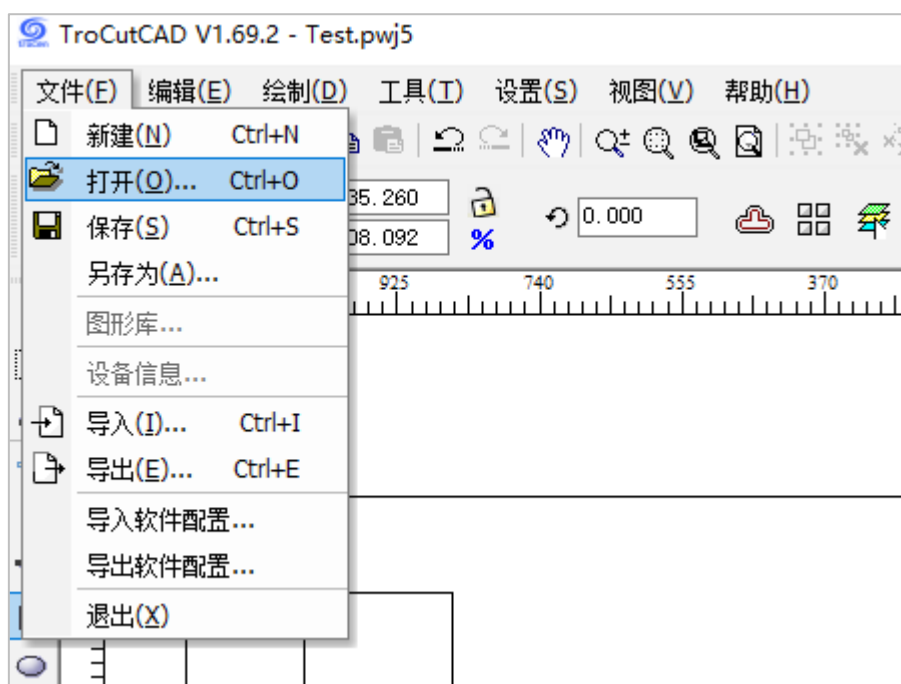 TroCutCAD V1.69.2 - Test.pwj5
文件(F) 编辑(E) 绘制(D) 工具(T) 设置(S) 视图(V) 帮助(H)
新建(N) Ctrl+N
打开(O)... Ctrl+O
35.260
0.000
保存(S) Ctrl+S
08.092
%
另存为(A)...
925 740 555 370
图形库...
设备信息...
导入(I)... Ctrl+I
导出(E)... Ctrl+E
导入软件配置...
导出软件配置...
退出(X)